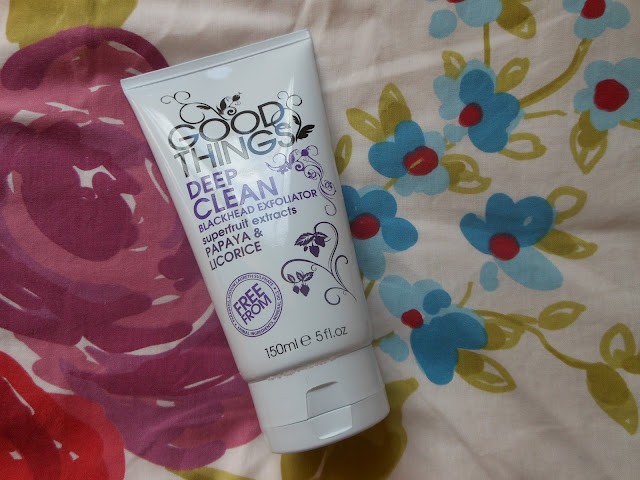 GOOD
THINGS
DEEP
CLEAN
BLACKHEAD EXFOLIATOR
superfruit extracts
PAPAYA &
LICORICE
FREE
FROM
150ml e 5fl.oz